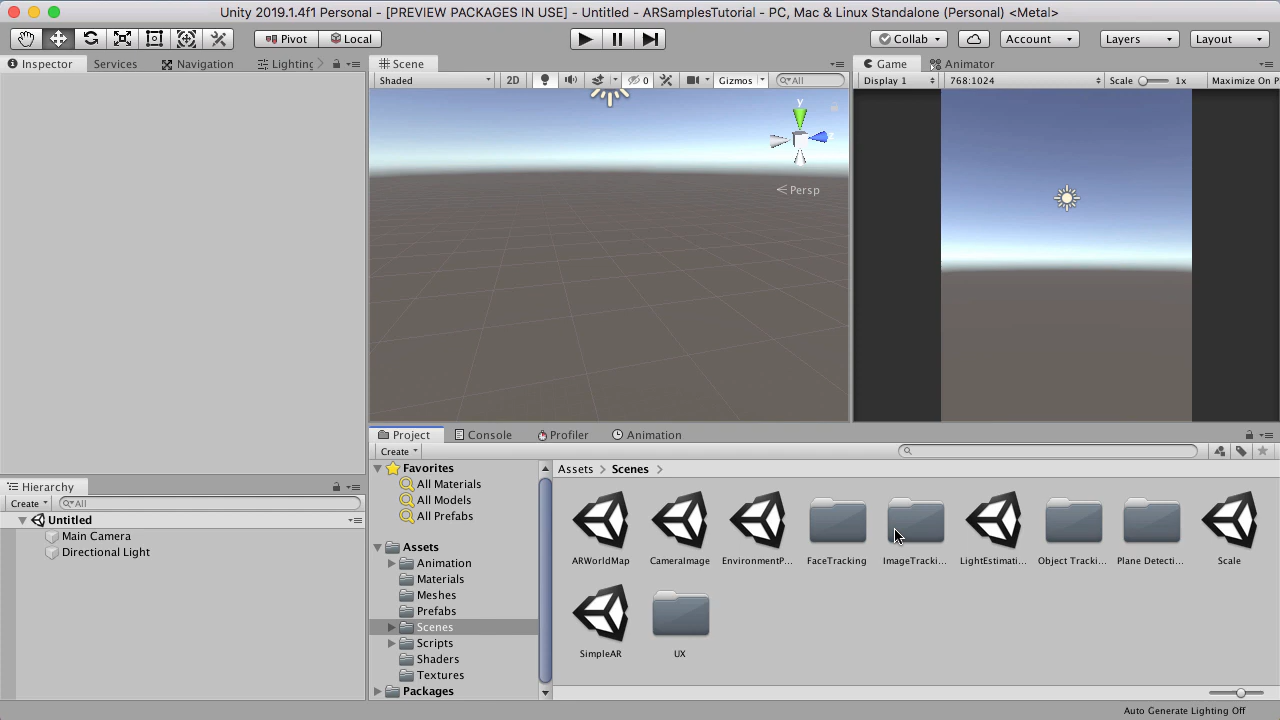 Unity 2019.1.4f1 Personal - [PREVIEW PACKAGES IN USE] - Untitled - ARSamplesTutorial - PC, Mac & Linux Standalone (Personal) <Metal>
Pivot Local Collab Account Layers Layout
Inspector Services Navigation Lighting
Scene
Game Animator
Shaded 2D 0 Gizmos All
Display 1 768:1024 Scale 1x Maximize On P
y
Persp
Project Console Profiler Animation
Create
Favorites
All Materials
All Models
All Prefabs
Assets
Animation
Materials
Meshes
Prefabs
Scenes
Scripts
Shaders
Textures
Packages
Assets > Scenes >
ARWorldMap CameraImage EnvironmentP... FaceTracking ImageTracki... LightEstimati... Object Tracki... Plane Detecti... Scale
SimpleAR UX
Hierarchy
Create All
Untitled
Main Camera
Directional Light
Auto Generate Lighting Off